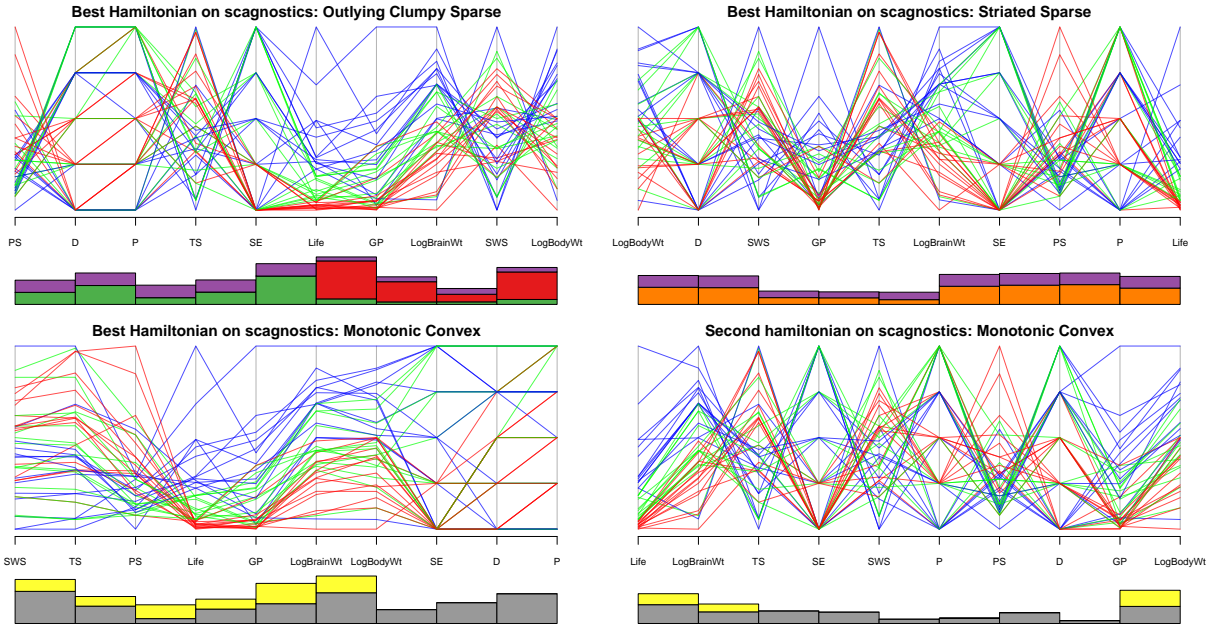 Best Hamiltonian on scagnostics: Outlying Clumpy Sparse
PS D P TS SE Life GP LogBrainWt SWS LogBodyWt
Best Hamiltonian on scagnostics: Striated Sparse
LogBodyWt D SWS GP TS LogBrainWt SE PS P Life
Best Hamiltonian on scagnostics: Monotonic Convex
SWS TS PS Life GP LogBrainWt LogBodyWt SE D P
Second hamiltonian on scagnostics: Monotonic Convex
Life LogBrainWt TS SE SWS P PS D GP LogBodyWt